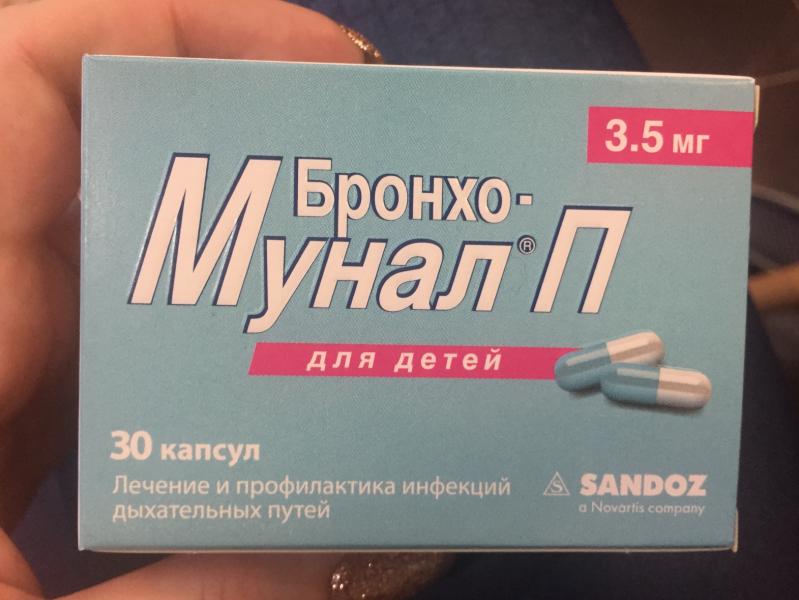 3.5 мг
Бронхо-
Мунал® П
для детей
30 капсул
Лечение и профилактика инфекций
дыхательных путей
S SANDOZ
a Novartis company